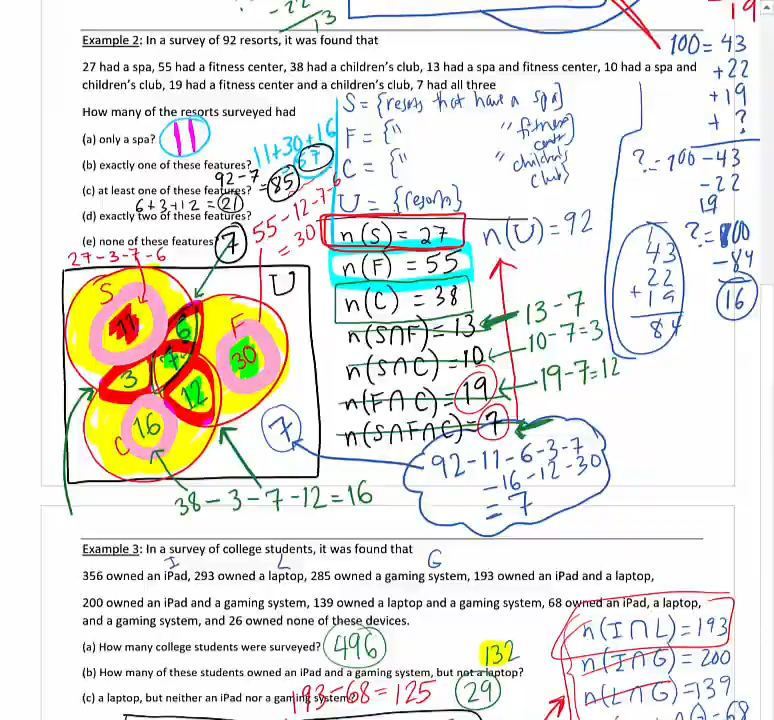 - 22
13
19
100 = 43
+22
+19
+ ?
Example 2: In a survey of 92 resorts, it was found that
27 had a spa, 55 had a fitness center, 38 had a children's club, 13 had a spa and fitness center, 10 had a spa and
children's club, 19 had a fitness center and a children's club, 7 had all three
How many of the resorts surveyed had
(a) only a spa? 11
(b) exactly one of these features? 11+30+16
= 57
(c) at least one of these features? 92-7
= 85
(d) exactly two of these features? 6+3+12 = 21
(e) none of these features? 7
S = {resorts that have a spa}
F = {" " fitness center}
C = {" " children's club}
U = {resorts}
n(S) = 27
n(U) = 92
n(F) = 55
n(C) = 38
n(S∩F) = 13
13 - 7
n(S∩C) = 10
10-7=3
n(F∩C) = 19
19-7=12
n(S∩F∩C) = 7
55-12-7-6
= 30
27-3-7-6
S
F
C
U
11
6
7
3
12
30
16
7
38-3-7-12=16
92-11-6-3-7
-16-12-30
= 7
?=100-43
-22
19
?=100
-84
16
1
43
22
+19
84
Example 3: In a survey of college students, it was found that
I L G
356 owned an iPad, 293 owned a laptop, 285 owned a gaming system, 193 owned an iPad and a laptop,
200 owned an iPad and a gaming system, 139 owned a laptop and a gaming system, 68 owned an iPad, a laptop,
and a gaming system, and 26 owned none of these devices.
(a) How many college students were surveyed? 496
132
(b) How many of these students owned an iPad and a gaming system, but not a laptop?
(c) a laptop, but neither an iPad nor a gaming system? 29
193-68=125
n(I∩L)=193
n(I∩G)=200
n(L∩G)=139